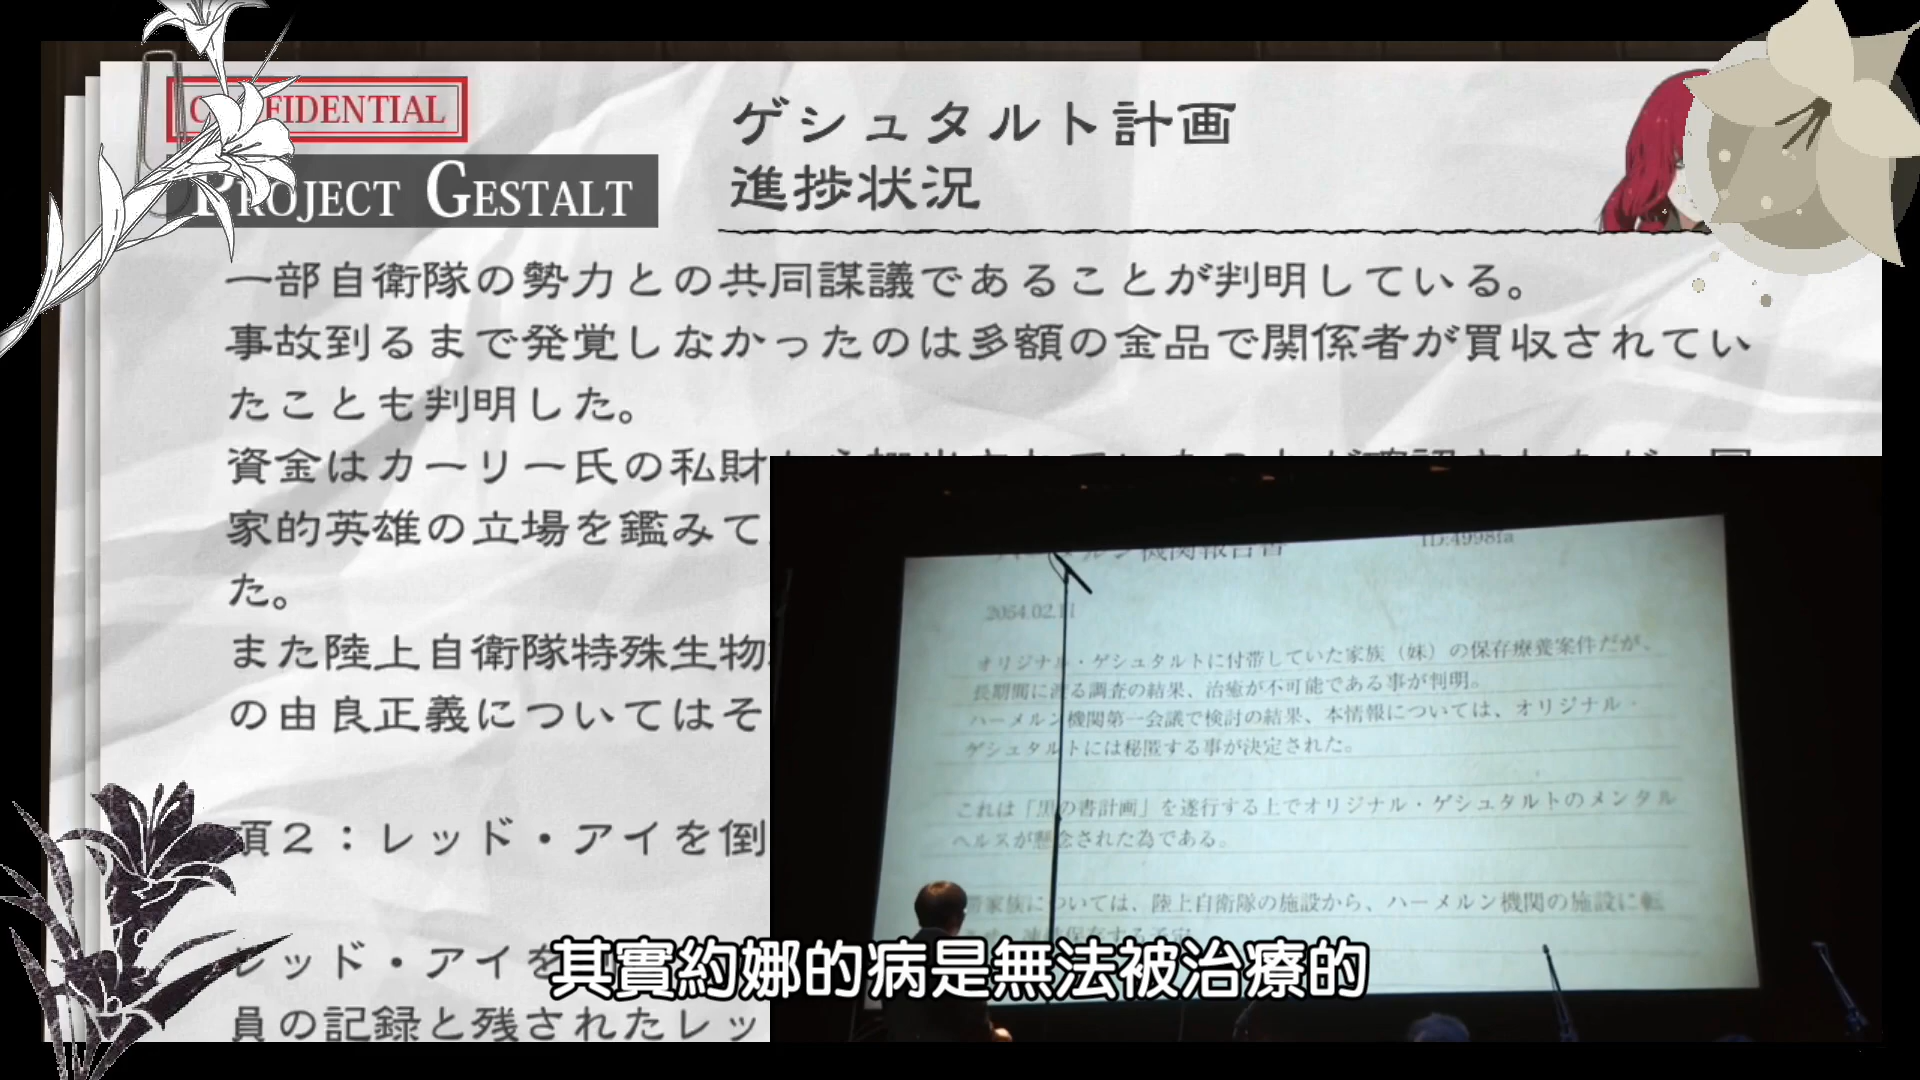 CONFIDENTIAL
PROJECT GESTALT
ゲシュタルト計画
進捗状況
一部自衛隊の勢力との共同謀議であることが判明している。
事故到るまで発覚しなかったのは多額の金品で関係者が買収されてい
たことも判明した。
資金はカーリー氏の私財
家的英雄の立場を鑑みて
た。
また陸上自衛隊特殊生物
の由良正義についてはそ
項2：レッド・アイを倒
レッド・アイを
員の記録と残されたレッ
ハーメルン機関報告書
2054.02.11
オリジナル・ゲシュタルトに付帯していた家族（妹）の保存療養案件だが、
長期間に渡る調査の結果、治癒が不可能である事が判明。
ハーメルン機関第一会議で検討の結果、本情報については、オリジナル・
ゲシュタルトには秘匿する事が決定された。
これは「黒の書計画」を遂行する上でオリジナル・ゲシュタルトのメンタル
ヘルスが懸念された為である。
家族については、陸上自衛隊の施設から、ハーメルン機関の施設に転
其實約娜的病是無法被治療的